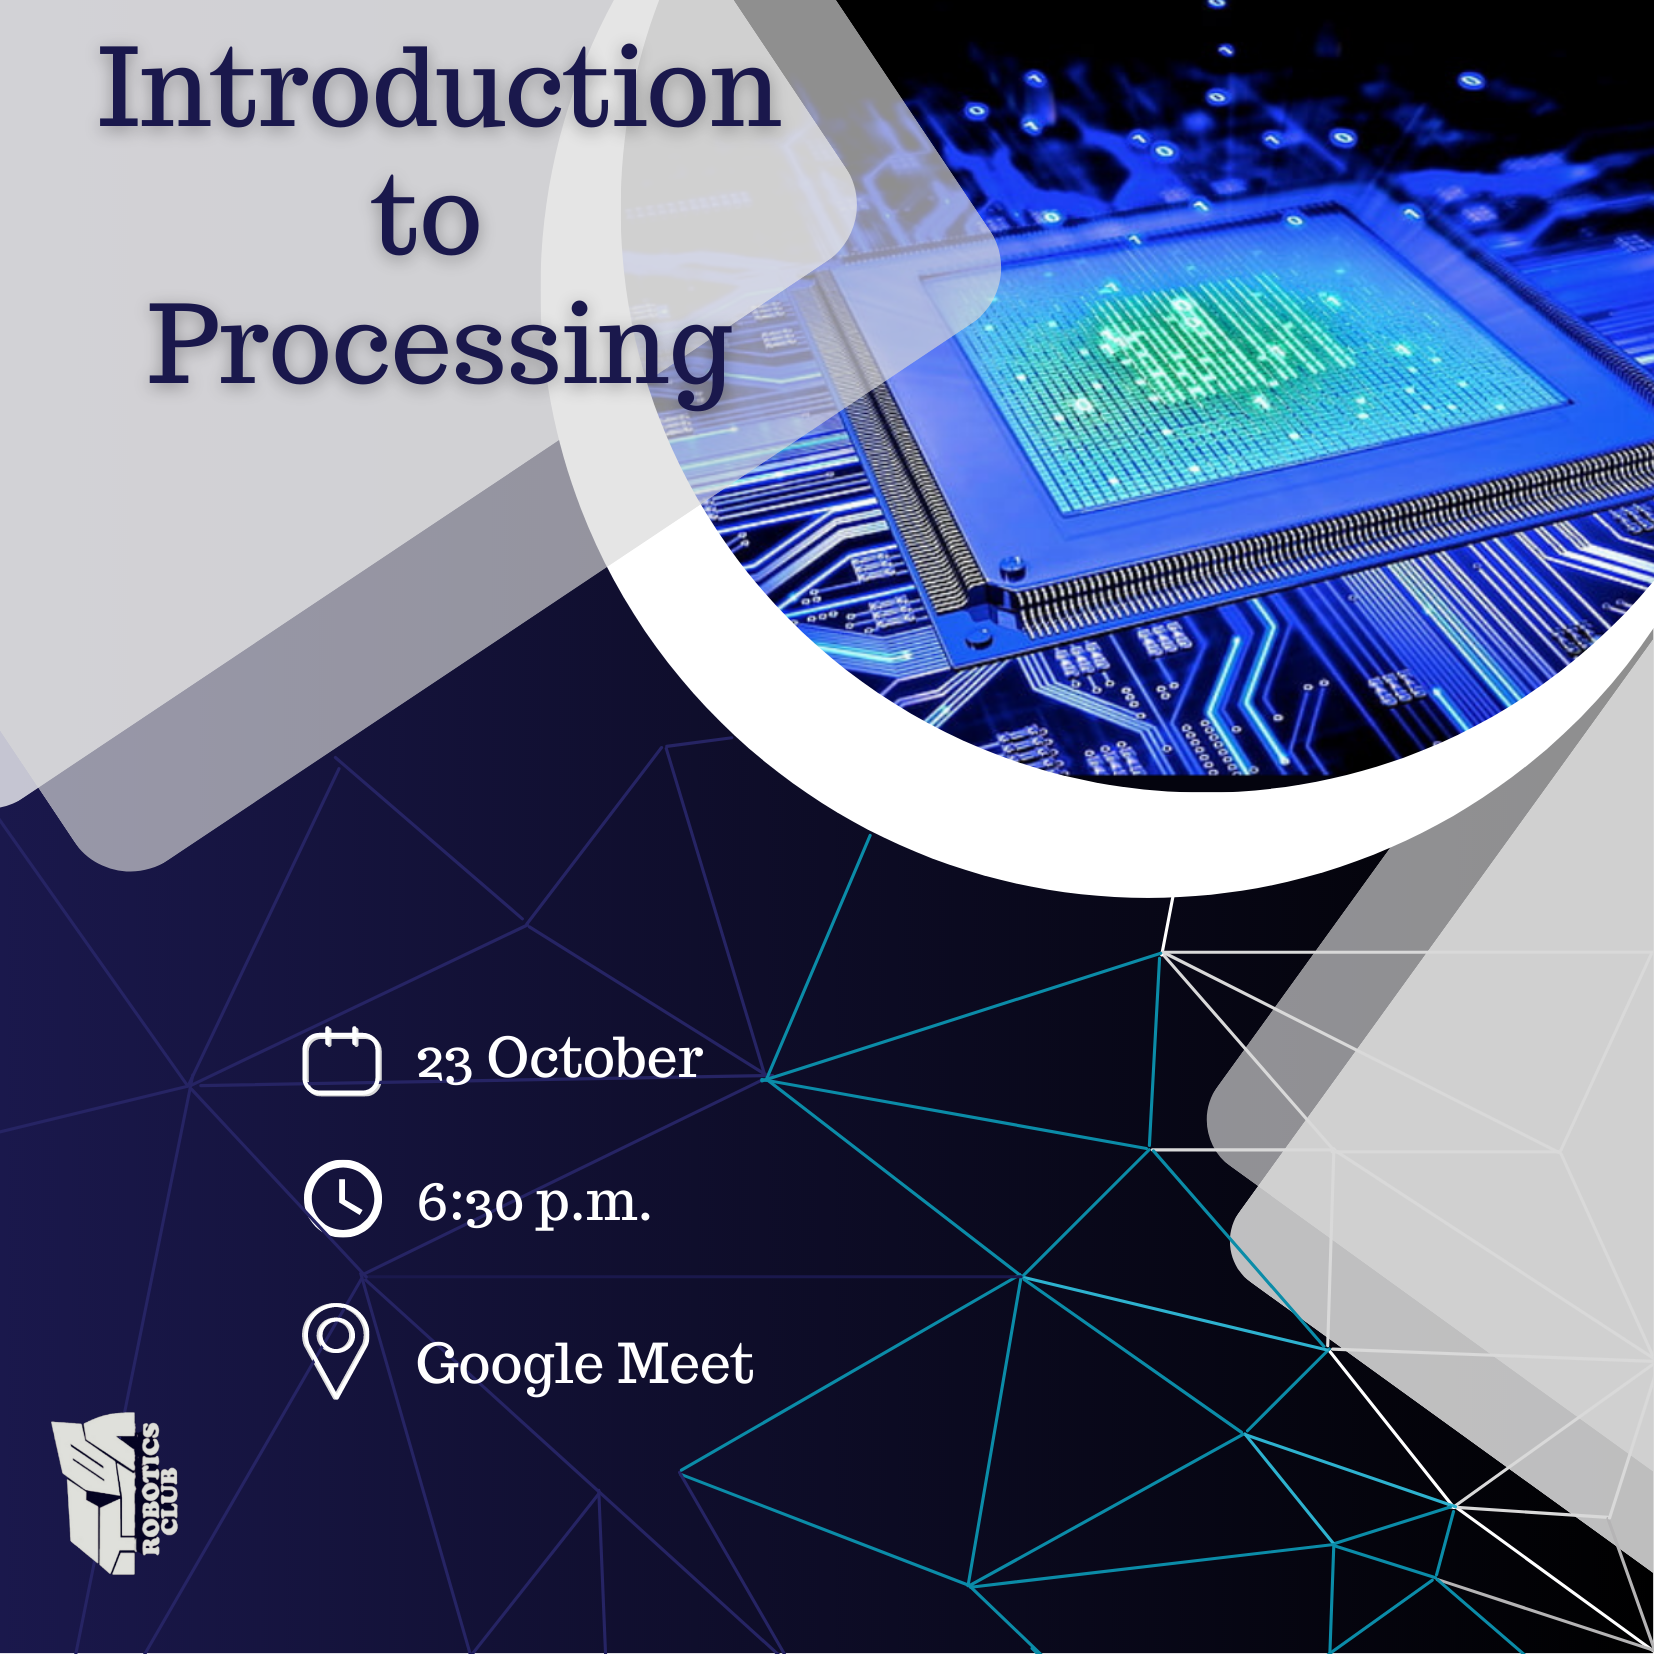 Introduction
to
Processing
23 October
6:30 p.m.
Google Meet
ROBOTICS
CLUB